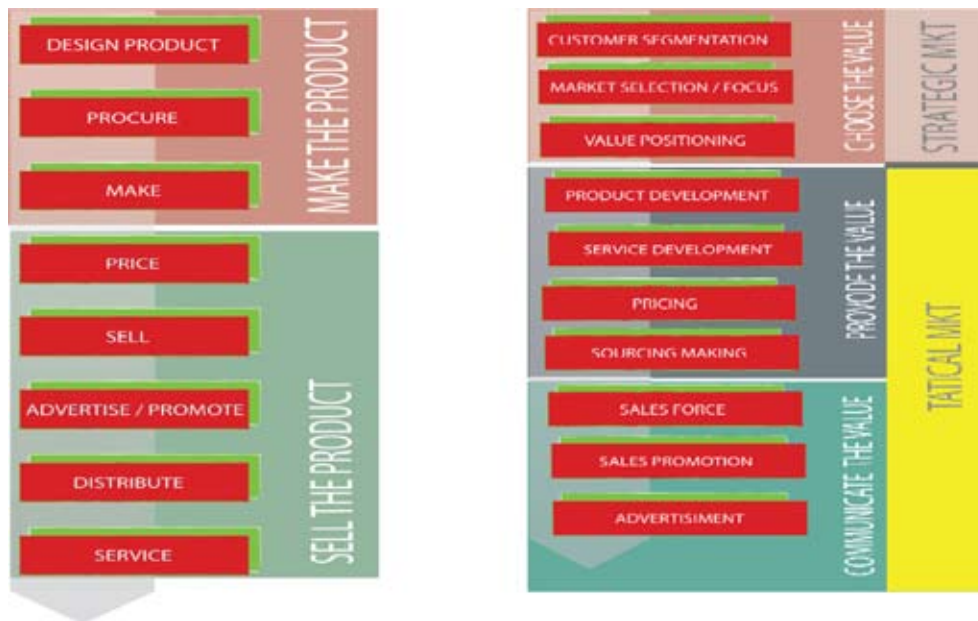 DESIGN PRODUCT
PROCURE
MAKE
MAKE THE PRODUCT
PRICE
SELL
ADVERTISE / PROMOTE
DISTRIBUTE
SERVICE
SELL THE PRODUCT
CUSTOMER SEGMENTATION
MARKET SELECTION / FOCUS
VALUE POSITIONING
CHOOSE THE VALUE
STRATEGIC MKT
PRODUCT DEVELOPMENT
SERVICE DEVELOPMENT
PRICING
SOURCING MAKING
PROVODE THE VALUE
SALES FORCE
SALES PROMOTION
ADVERTISIMENT
COMMUNICATE THE VALUE
TATICAL MKT